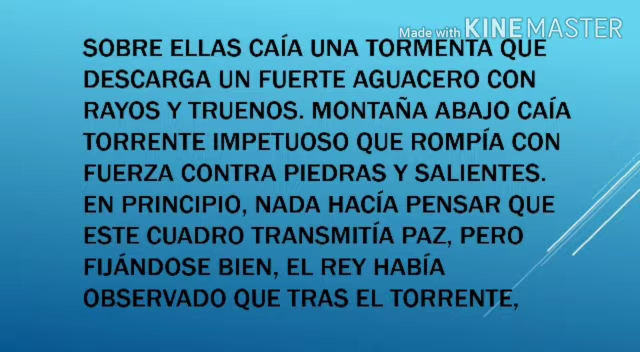 Made with KINEMASTER
SOBRE ELLAS CAÍA UNA TORMENTA QUE
DESCARGA UN FUERTE AGUACERO CON
RAYOS Y TRUENOS. MONTAÑA ABAJO CAÍA
TORRENTE IMPETUOSO QUE ROMPÍA CON
FUERZA CONTRA PIEDRAS Y SALIENTES.
EN PRINCIPIO, NADA HACÍA PENSAR QUE
ESTE CUADRO TRANSMITÍA PAZ, PERO
FIJÁNDOSE BIEN, EL REY HABÍA
OBSERVADO QUE TRAS EL TORRENTE,